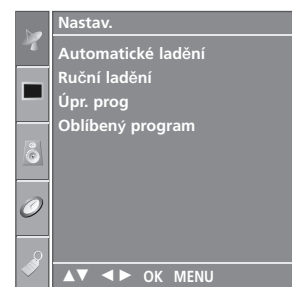 Nastav.
Automatické ladění
Ruční ladění
Úpr. prog
Oblíbený program
▲▼ ◄► OK MENU